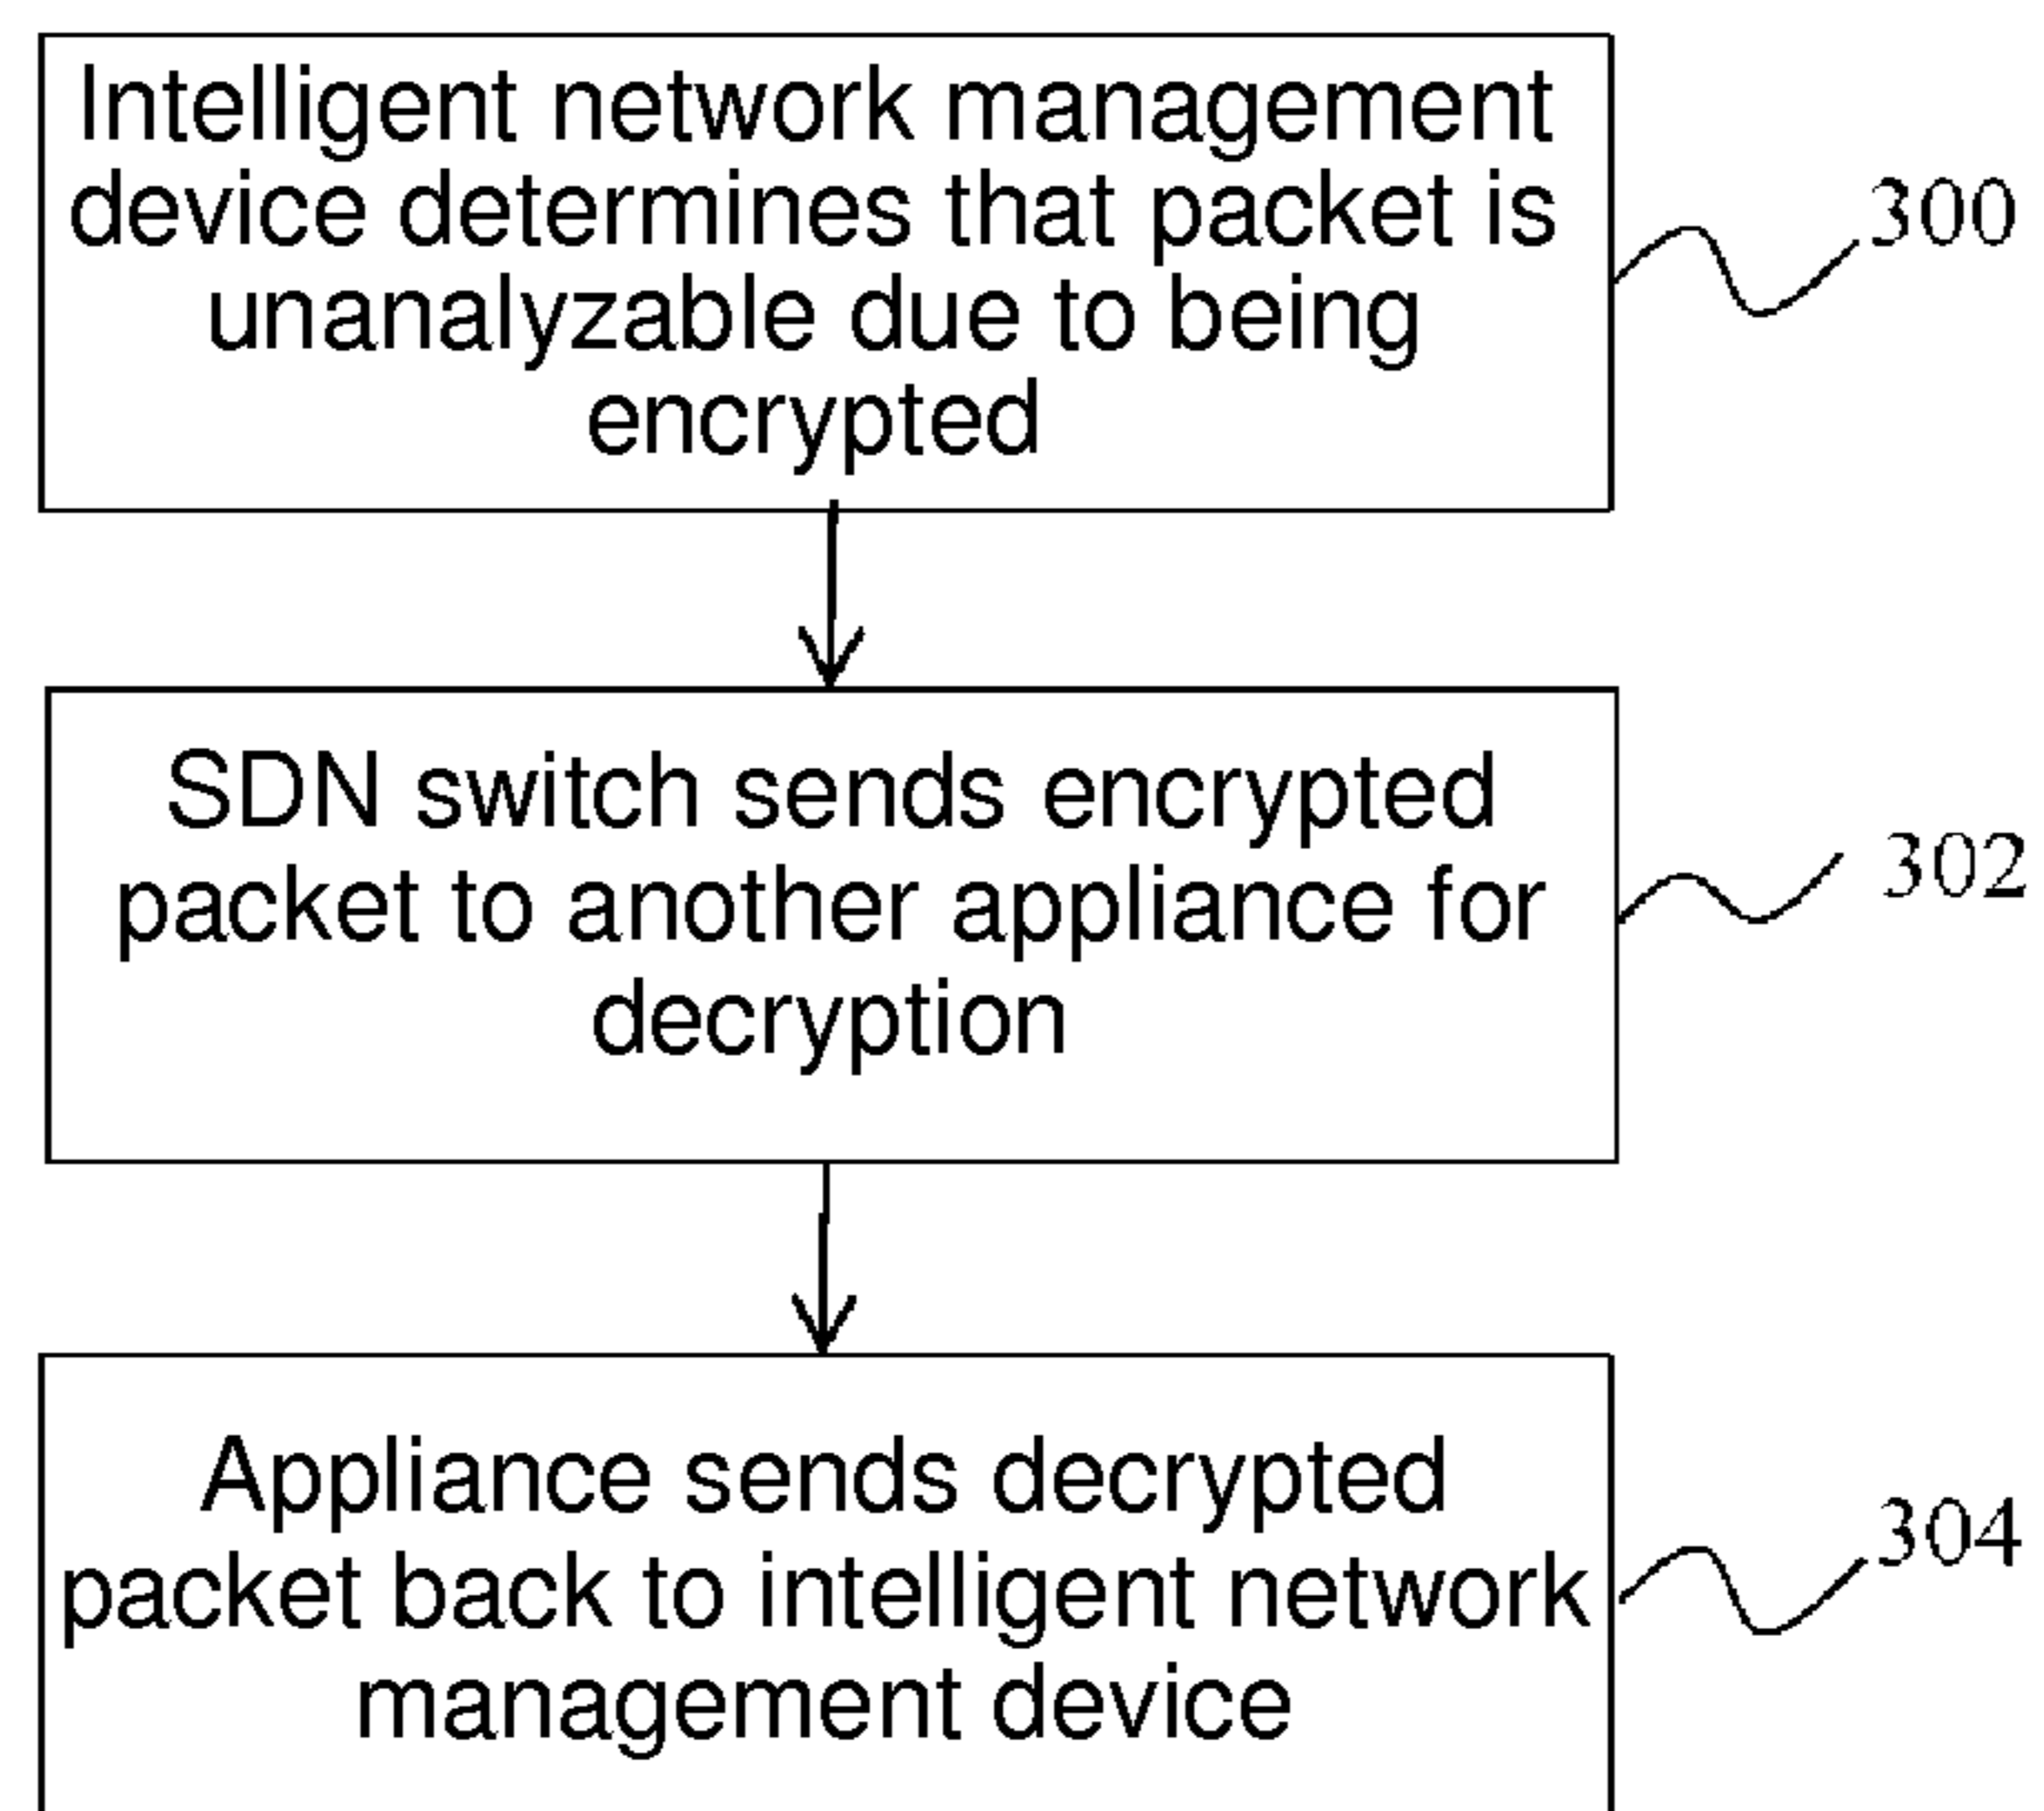 Intelligent network management
device determines that packet is
unanalyzable due to being
encrypted
300
SDN switch sends encrypted
packet to another appliance for
decryption
302
Appliance sends decrypted
packet back to intelligent network
management device
304